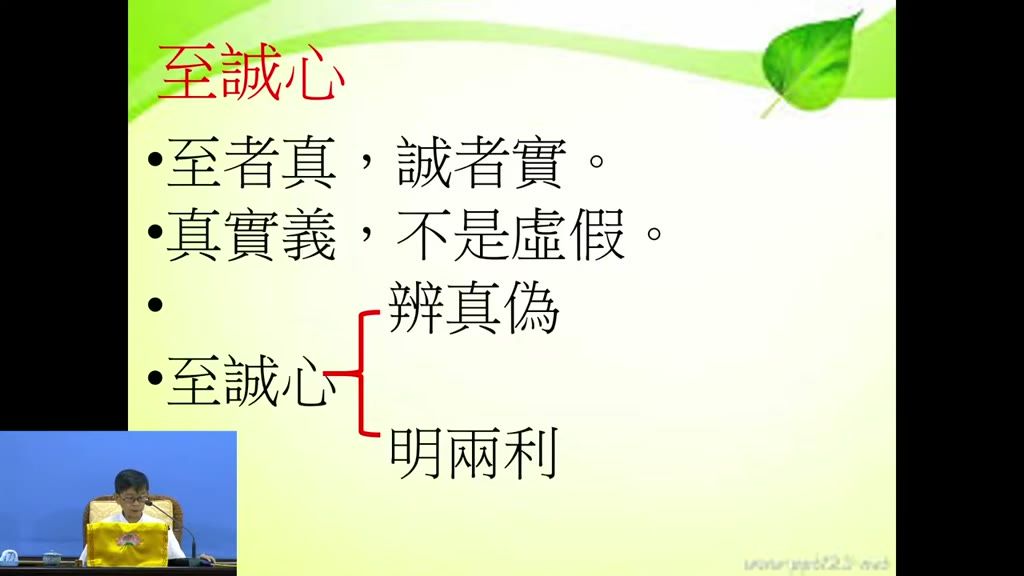 至誠心
•至者真，誠者實。
•真實義，不是虛假。
• 辨真偽
•至誠心
明兩利